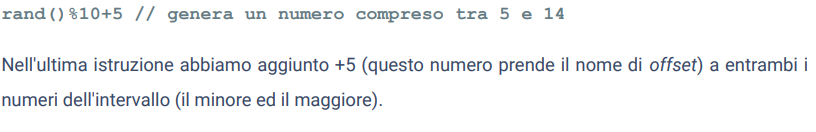 rand()%10+5 // genera un numero compreso tra 5 e 14
Nell'ultima istruzione abbiamo aggiunto +5 (questo numero prende il nome di offset) a entrambi i
numeri dell'intervallo (il minore ed il maggiore).